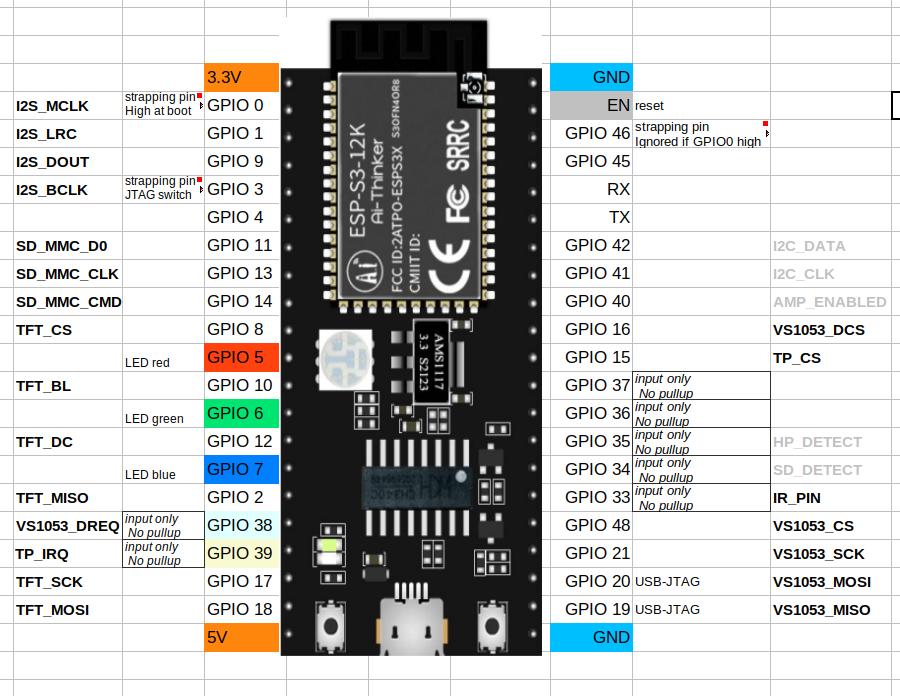 3.3V GND
I2S_MCLK strapping pin High at boot GPIO 0 EN reset
I2S_LRC GPIO 1 GPIO 46 strapping pin Ignored if GPIO0 high
I2S_DOUT GPIO 9 GPIO 45
I2S_BCLK strapping pin JTAG switch GPIO 3 RX
GPIO 4 TX
SD_MMC_D0 GPIO 11 GPIO 42 I2C_DATA
SD_MMC_CLK GPIO 13 GPIO 41 I2C_CLK
SD_MMC_CMD GPIO 14 GPIO 40 AMP_ENABLED
TFT_CS GPIO 8 GPIO 16 VS1053_DCS
LED red GPIO 5 GPIO 15 TP_CS
TFT_BL GPIO 10 GPIO 37 input only No pullup
LED green GPIO 6 GPIO 36 input only No pullup
TFT_DC GPIO 12 GPIO 35 input only No pullup HP_DETECT
LED blue GPIO 7 GPIO 34 input only No pullup SD_DETECT
TFT_MISO GPIO 2 GPIO 33 input only No pullup IR_PIN
VS1053_DREQ input only No pullup GPIO 38 GPIO 48 VS1053_CS
TP_IRQ input only No pullup GPIO 39 GPIO 21 VS1053_SCK
TFT_SCK GPIO 17 GPIO 20 USB-JTAG VS1053_MOSI
TFT_MOSI GPIO 18 GPIO 19 USB-JTAG VS1053_MISO
5V GND
ESP-S3-12K
Ai-Thinker
FCC ID:2ATPO-ESPS3X
CMIIT ID:
Ai
CE FC SRRC
AMS1117
3.3 S2123